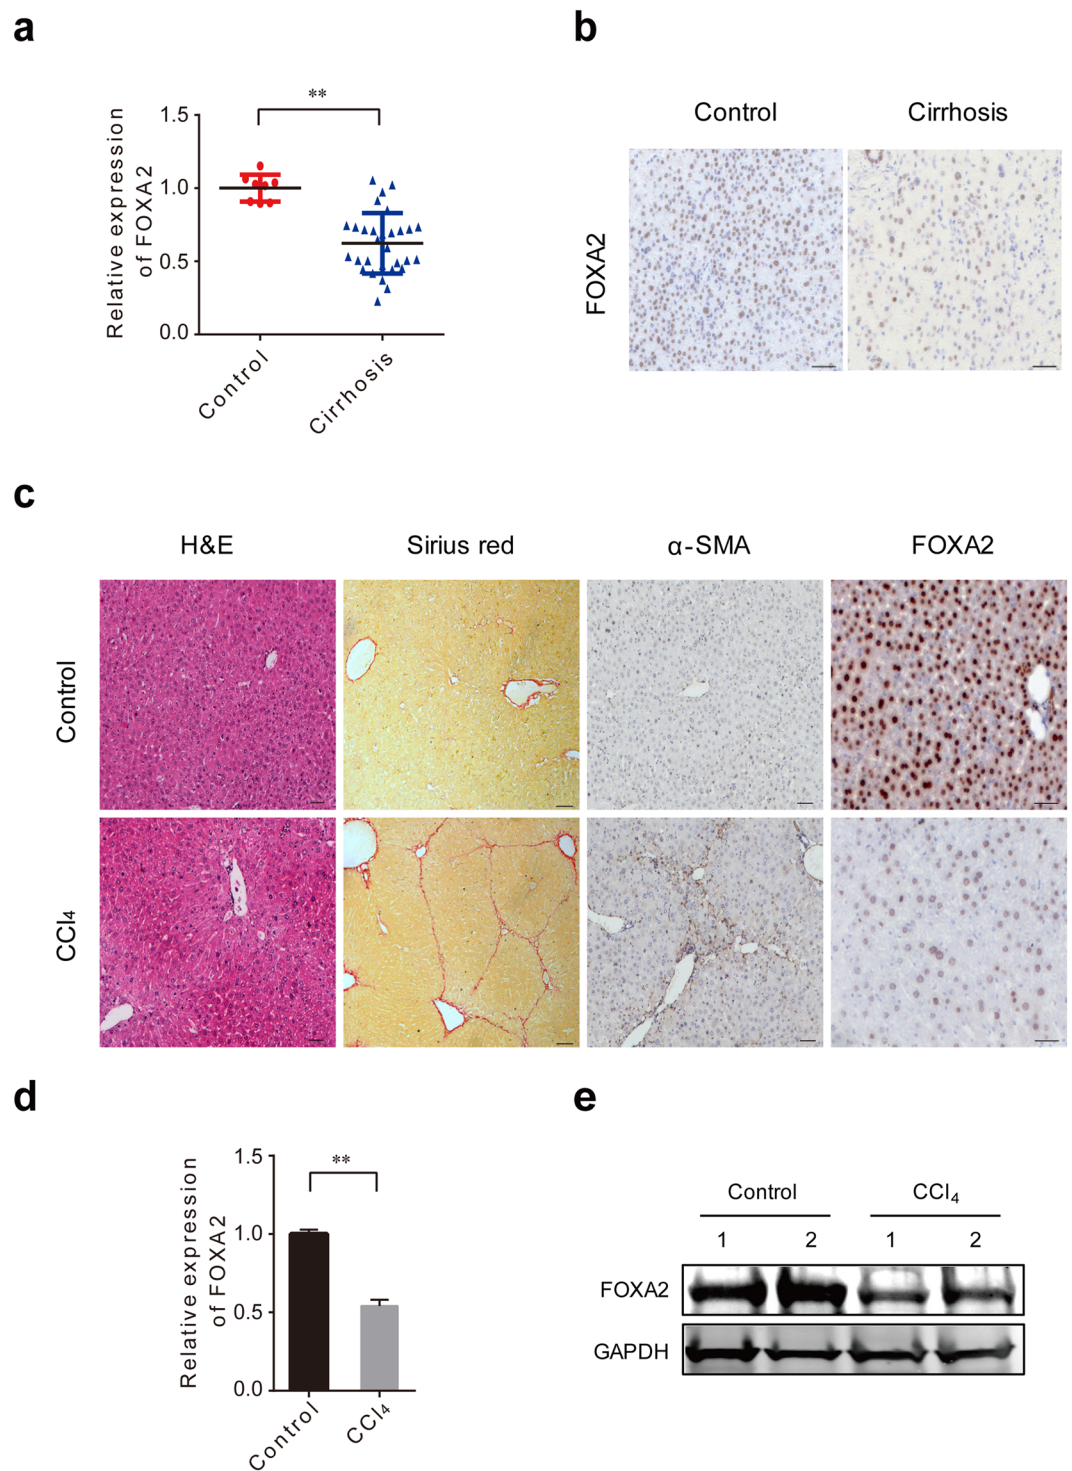 a
**
1.5
1.0
0.5
0.0
Relative expression
of FOXA2
Control
Cirrhosis
b
Control
Cirrhosis
FOXA2
c
H&E
Sirius red
α-SMA
FOXA2
Control
CCl₄
d
**
1.5
1.0
0.5
0.0
Relative expression
of FOXA2
Control
CCl₄
e
Control
CCl₄
1
2
1
2
FOXA2
GAPDH